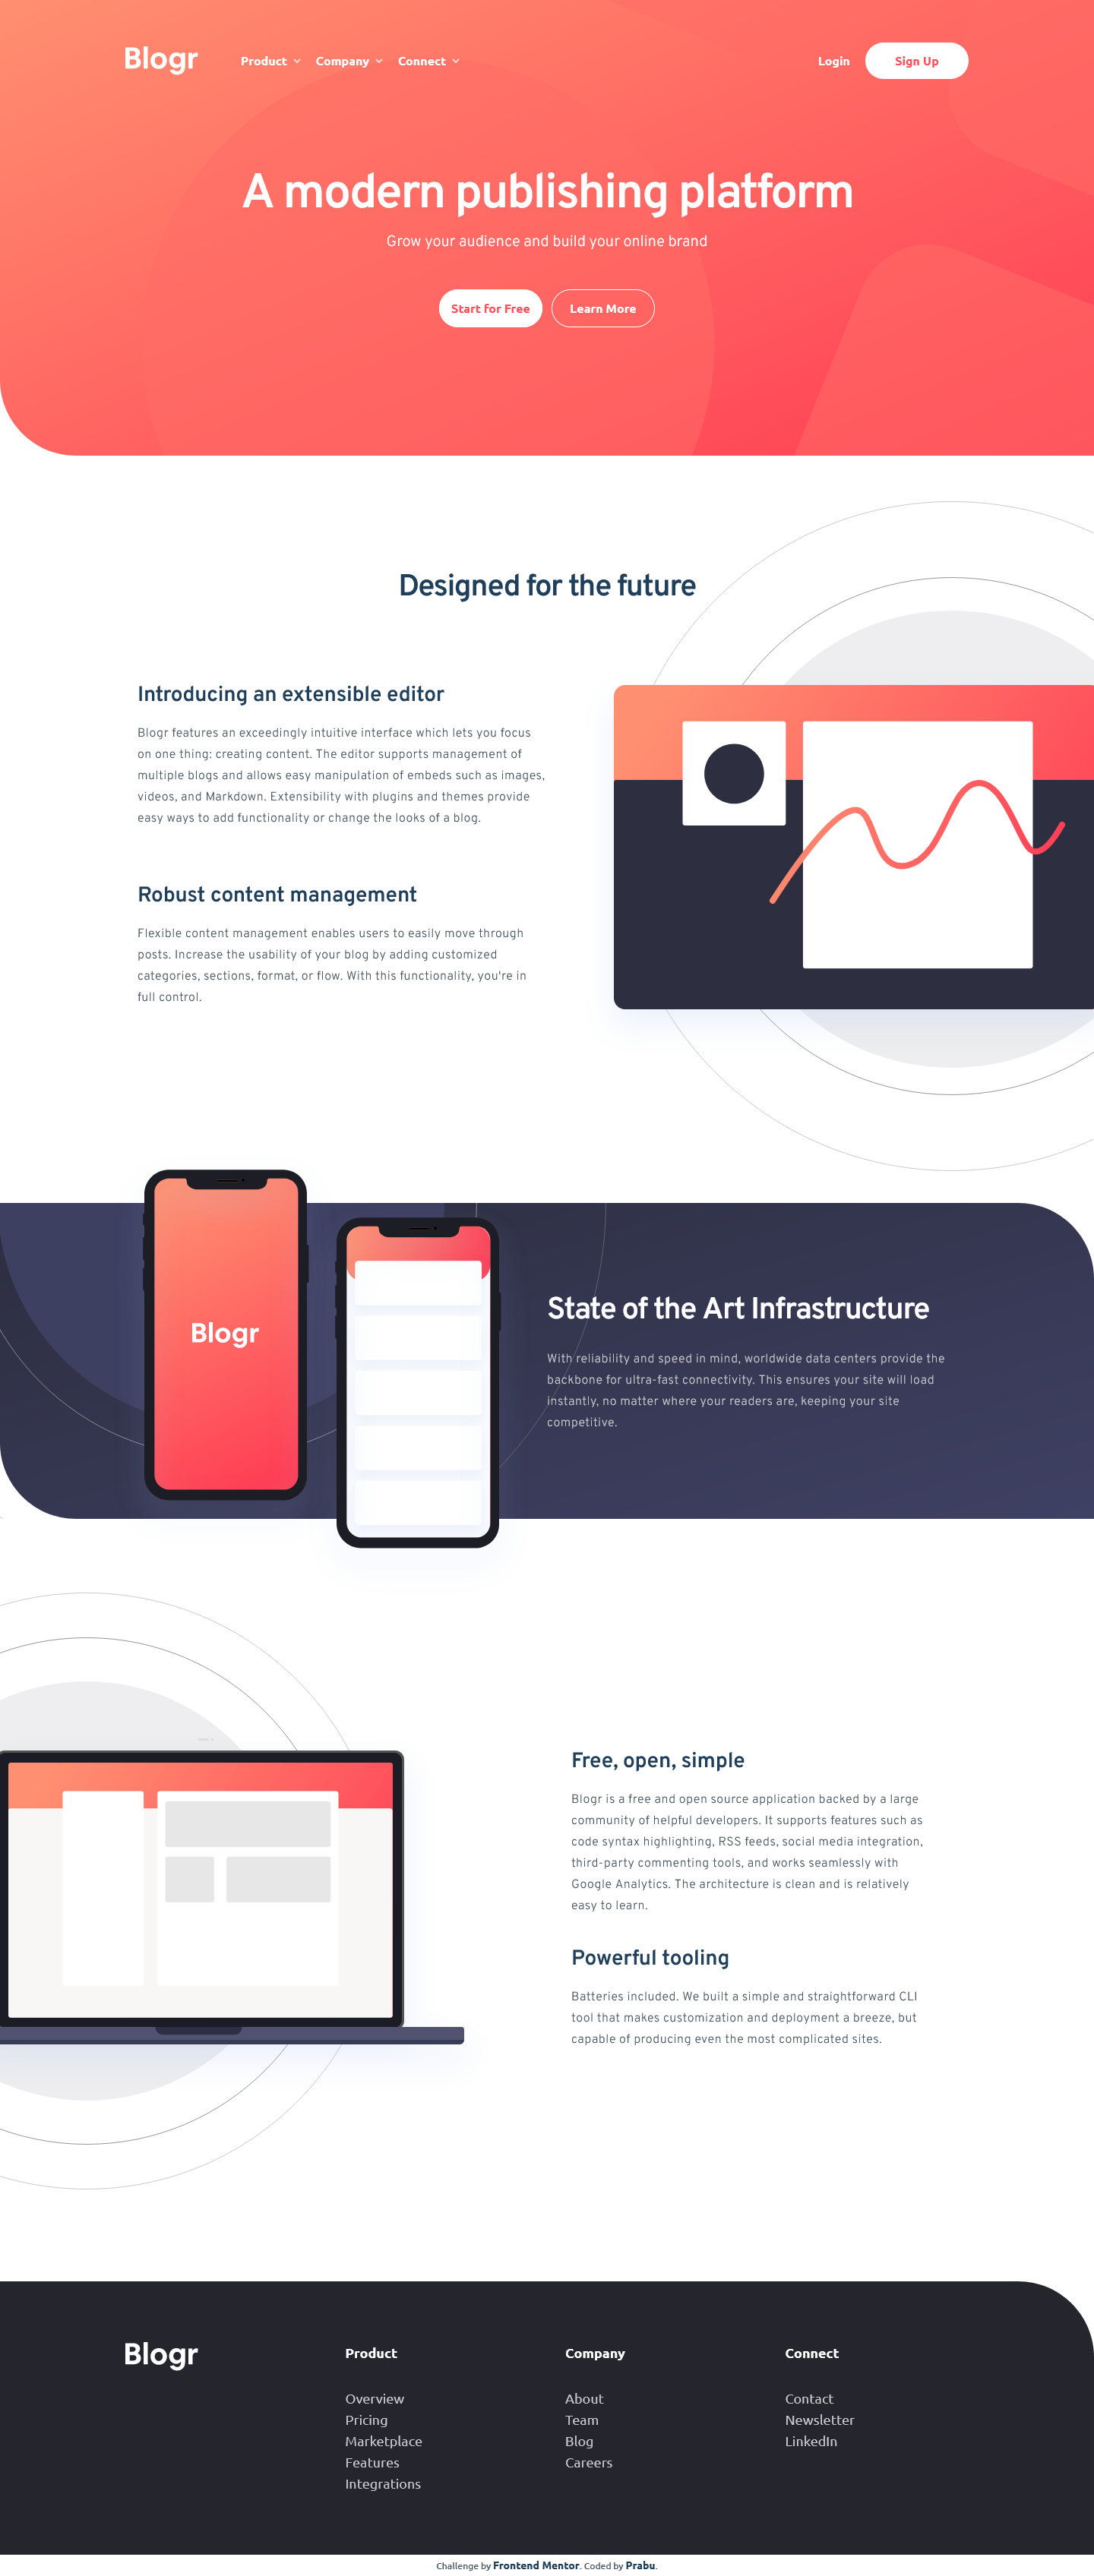 Blogr
Product Company Connect
Login Sign Up
A modern publishing platform
Grow your audience and build your online brand
Start for Free Learn More
Designed for the future
Introducing an extensible editor
Blogr features an exceedingly intuitive interface which lets you focus
on one thing: creating content. The editor supports management of
multiple blogs and allows easy manipulation of embeds such as images,
videos, and Markdown. Extensibility with plugins and themes provide
easy ways to add functionality or change the looks of a blog.
Robust content management
Flexible content management enables users to easily move through
posts. Increase the usability of your blog by adding customized
categories, sections, format, or flow. With this functionality, you're in
full control.
Blogr
State of the Art Infrastructure
With reliability and speed in mind, worldwide data centers provide the
backbone for ultra-fast connectivity. This ensures your site will load
instantly, no matter where your readers are, keeping your site
competitive.
Free, open, simple
Blogr is a free and open source application backed by a large
community of helpful developers. It supports features such as
code syntax highlighting, RSS feeds, social media integration,
third-party commenting tools, and works seamlessly with
Google Analytics. The architecture is clean and is relatively
easy to learn.
Powerful tooling
Batteries included. We built a simple and straightforward CLI
tool that makes customization and deployment a breeze, but
capable of producing even the most complicated sites.
Blogr
Product
Overview
Pricing
Marketplace
Features
Integrations
Company
About
Team
Blog
Careers
Connect
Contact
Newsletter
LinkedIn
Challenge by Frontend Mentor. Coded by Prabu.